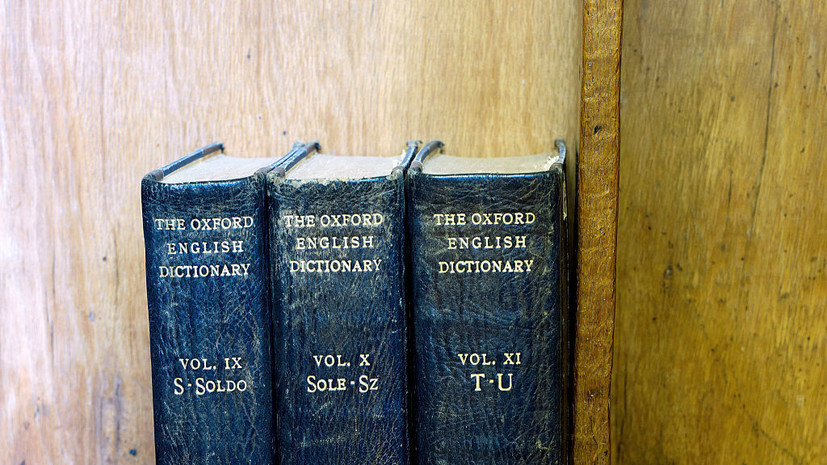 THE OXFORD
ENGLISH
DICTIONARY
VOL. IX
S-SOLDO
THE OXFORD
ENGLISH
DICTIONARY
VOL. X
SOLE-SZ
THE OXFORD
ENGLISH
DICTIONARY
VOL. XI
T-U